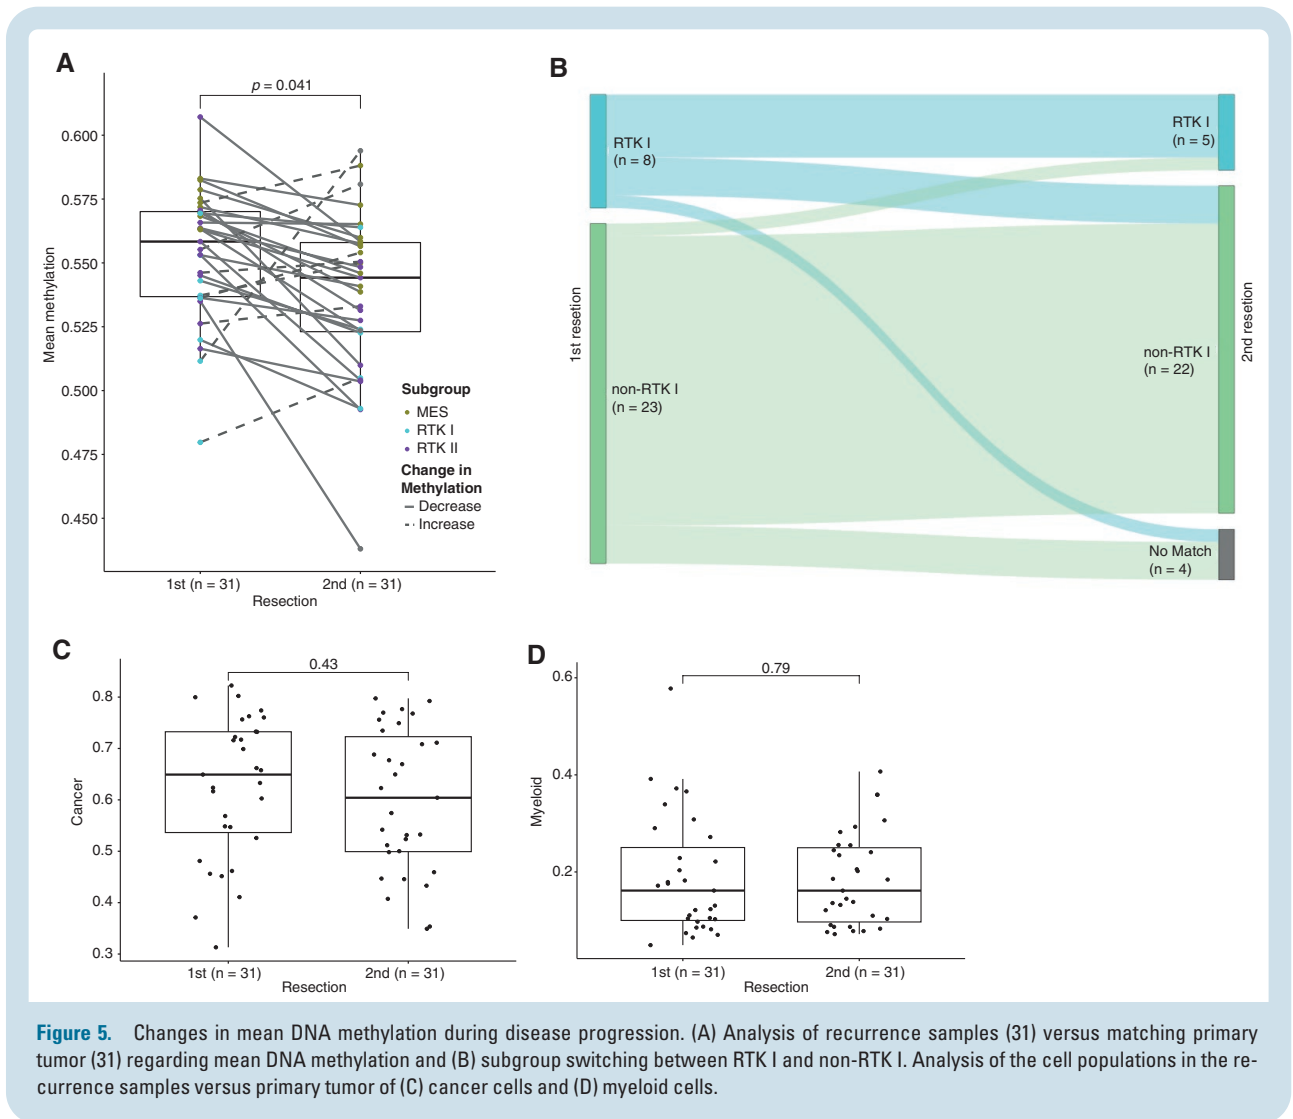 A
p = 0.041
0.600
0.575
0.550
0.525
0.500
0.475
0.450
Mean methylation
Subgroup
MES
RTK I
RTK II
Change in
Methylation
Decrease
Increase
1st (n = 31)
2nd (n = 31)
Resection
B
1st resetion
RTK I
(n = 8)
non-RTK I
(n = 23)
RTK I
(n = 5)
non-RTK I
(n = 22)
No Match
(n = 4)
2nd resetion
C
0.43
0.8
0.7
0.6
0.5
0.4
0.3
Cancer
1st (n = 31)
2nd (n = 31)
Resection
D
0.79
0.6
0.4
0.2
Myeloid
1st (n = 31)
2nd (n = 31)
Resection
Figure 5. Changes in mean DNA methylation during disease progression. (A) Analysis of recurrence samples (31) versus matching primary
tumor (31) regarding mean DNA methylation and (B) subgroup switching between RTK I and non-RTK I. Analysis of the cell populations in the re-
currence samples versus primary tumor of (C) cancer cells and (D) myeloid cells.